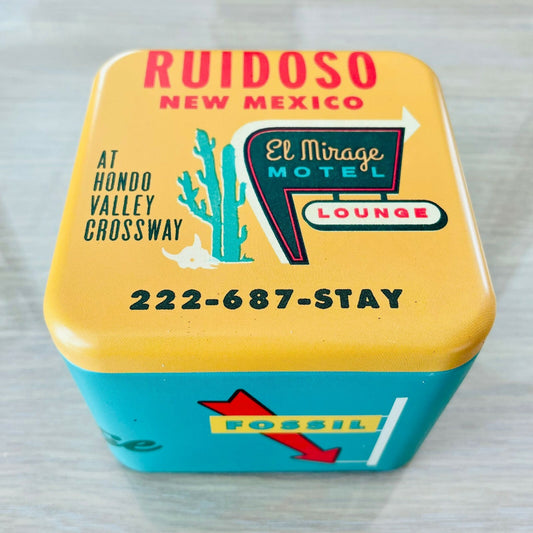 RUIDOSO
NEW MEXICO
AT
HONDO
VALLEY
CROSSWAY
El Mirage
MOTEL
LOUNGE
222-687-STAY
FOSSIL